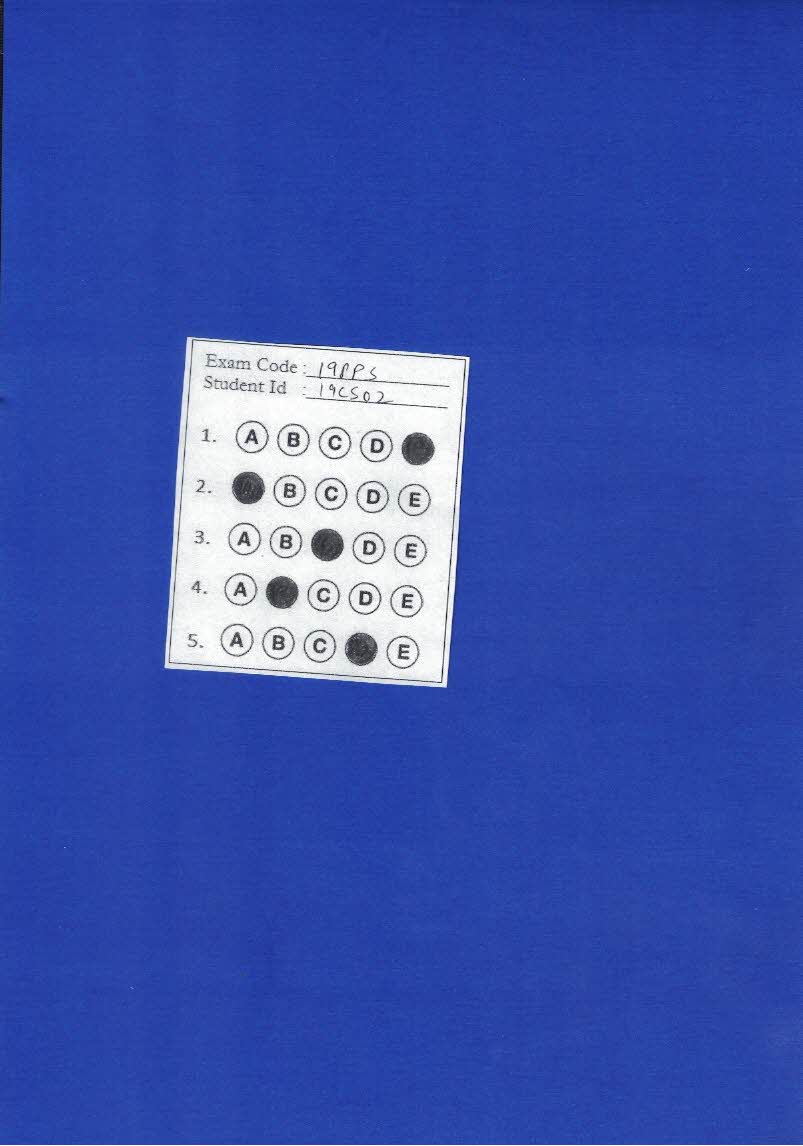 Exam Code : 19PPS
Student Id : 19CS02
1. A B C D
2. B C D E
3. A B D E
4. A C D E
5. A B C E